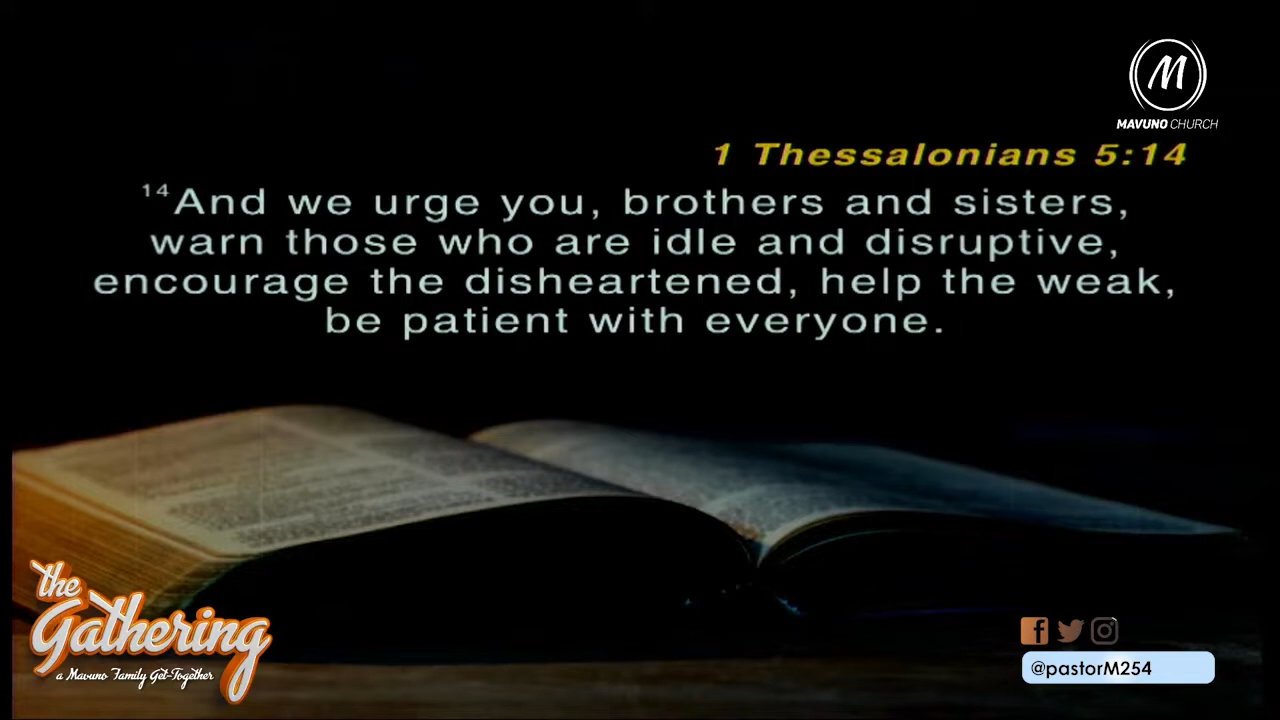 M
MAVUNO CHURCH
1 Thessalonians 5:14
14And we urge you, brothers and sisters,
warn those who are idle and disruptive,
encourage the disheartened, help the weak,
be patient with everyone.
the
Gathering
a Mavuno Family Get-Together
f
@pastorM254